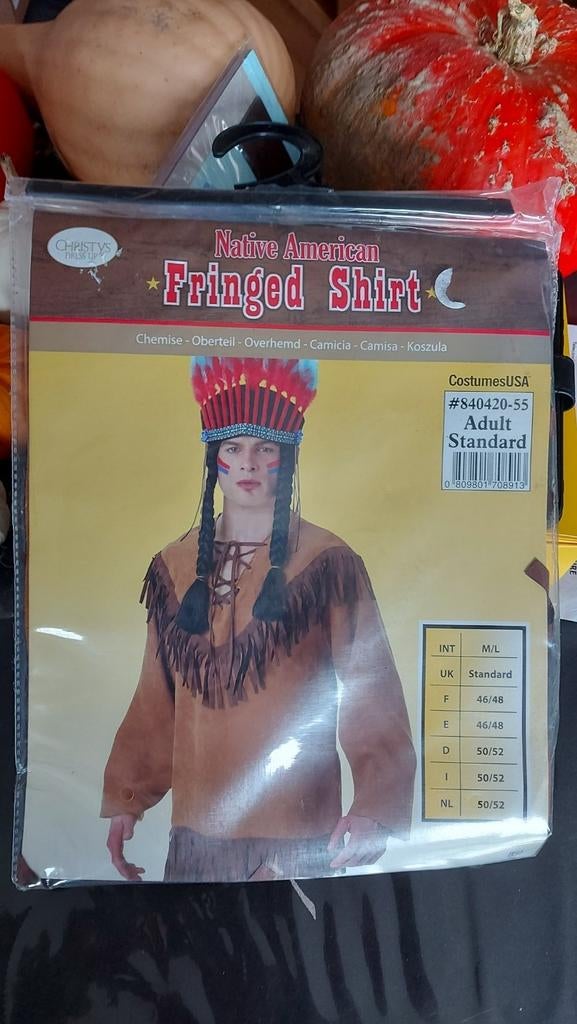 CHRISTYS
DRESS UP
Native American
Fringed Shirt
Chemise - Oberteil - Overhemd - Camicia - Camisa - Koszula
CostumesUSA
#840420-55
Adult
Standard
0 809801 708913
INT M/L
UK Standard
F 46/48
E 46/48
D 50/52
I 50/52
NL 50/52